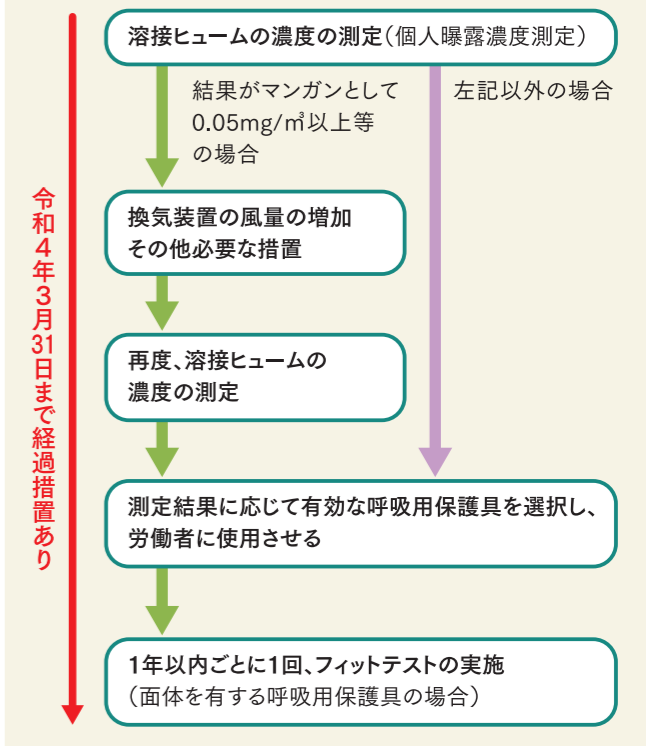 溶接ヒュームの濃度の測定(個人曝露濃度測定)
結果がマンガンとして
0.05mg/㎥以上等
の場合
左記以外の場合
換気装置の風量の増加
その他必要な措置
再度、溶接ヒュームの
濃度の測定
測定結果に応じて有効な呼吸用保護具を選択し、
労働者に使用させる
1年以内ごとに1回、フィットテストの実施
(面体を有する呼吸用保護具の場合)
令和4年3月31日まで経過措置あり